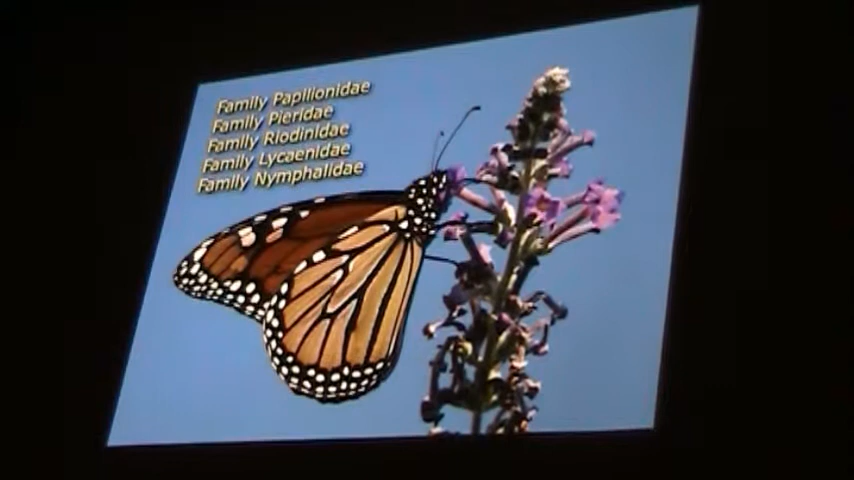 Family Papilionidae
Family Pieridae
Family Riodinidae
Family Lycaenidae
Family Nymphalidae